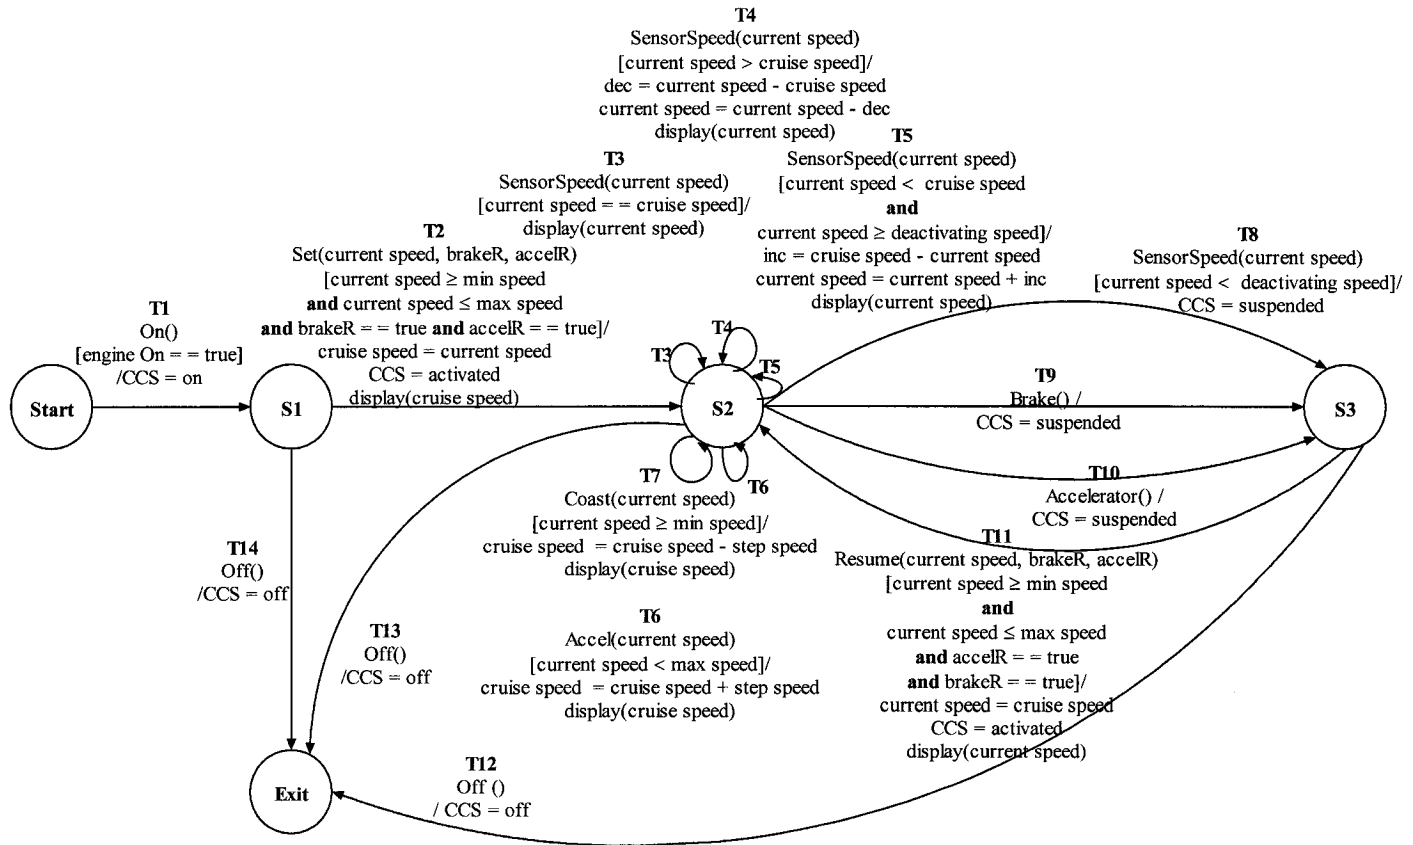 T4
SensorSpeed(current speed)
[current speed > cruise speed]/
dec = current speed - cruise speed
current speed = current speed - dec
display(current speed)
T5
SensorSpeed(current speed)
[current speed < cruise speed
and
current speed ≥ deactivating speed]/
inc = cruise speed - current speed
current speed = current speed + inc
display(current speed)
T3
SensorSpeed(current speed)
[current speed = = cruise speed]/
display(current speed)
T2
Set(current speed, brakeR, accelR)
[current speed ≥ min speed
and current speed ≤ max speed
and brakeR = = true and accelR = = true]/
cruise speed = current speed
CCS = activated
display(cruise speed)
T8
SensorSpeed(current speed)
[current speed < deactivating speed]/
CCS = suspended
T1
On()
[engine On = = true]
/CCS = on
T4
T3
T5
Start
S1
S2
S3
T9
Brake() /
CCS = suspended
T10
Accelerator() /
CCS = suspended
T7
T6
Coast(current speed)
[current speed ≥ min speed]/
cruise speed = cruise speed - step speed
display(cruise speed)
T11
Resume(current speed, brakeR, accelR)
[current speed ≥ min speed
and
current speed ≤ max speed
and accelR = = true
and brakeR = = true]/
current speed = cruise speed
CCS = activated
display(current speed)
T14
Off()
/CCS = off
T13
Off()
/CCS = off
T6
Accel(current speed)
[current speed < max speed]/
cruise speed = cruise speed + step speed
display(cruise speed)
T12
Off ()
/ CCS = off
Exit